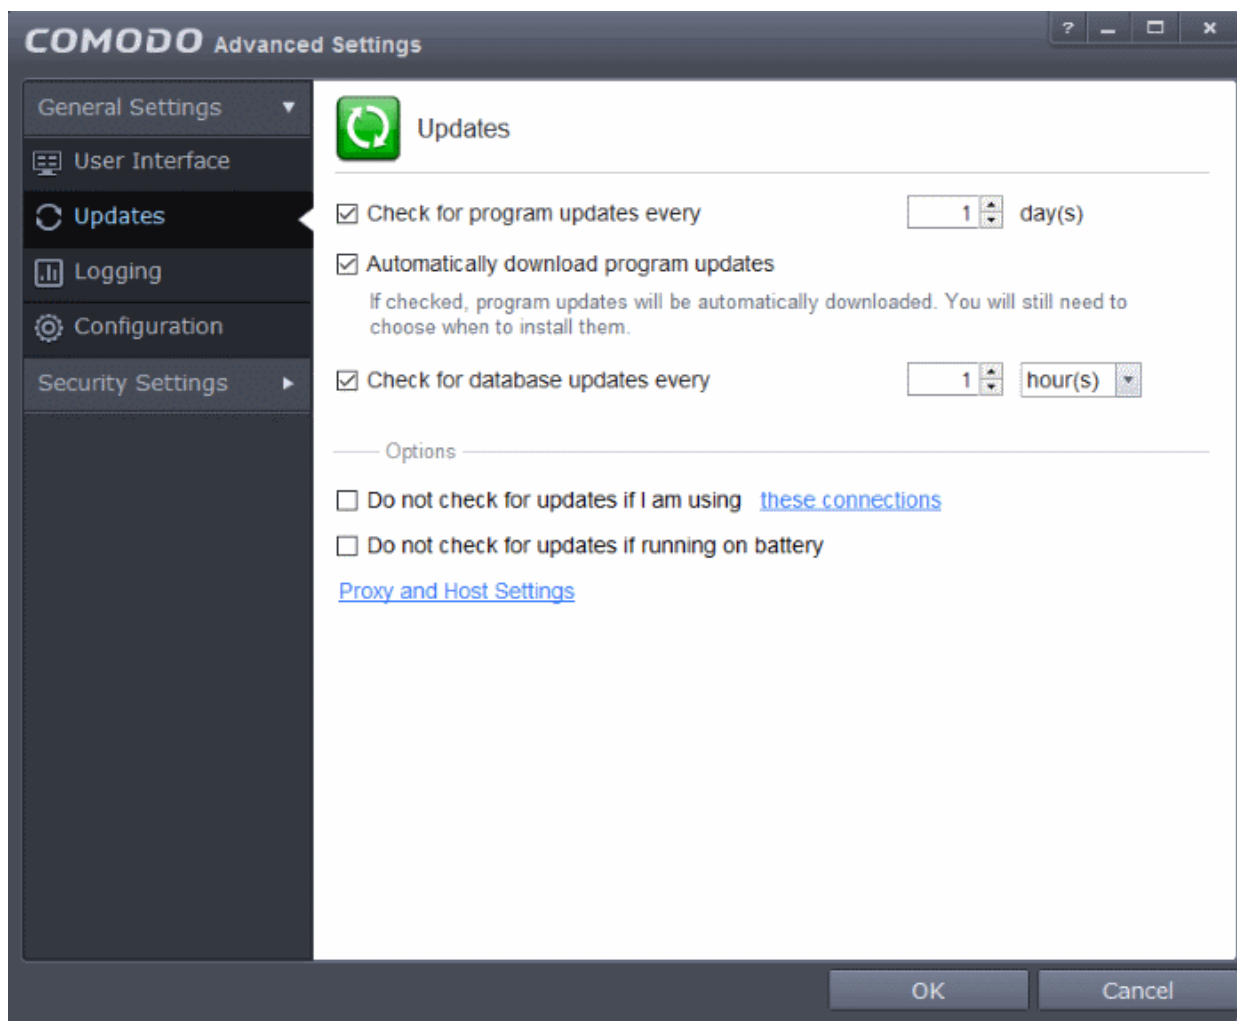 COMODO Advanced Settings
?
General Settings
User Interface
Updates
Logging
Configuration
Security Settings
Updates
Check for program updates every 1 day(s)
Automatically download program updates
If checked, program updates will be automatically downloaded. You will still need to
choose when to install them.
Check for database updates every 1 hour(s)
Options
Do not check for updates if I am using these connections
Do not check for updates if running on battery
Proxy and Host Settings
OK Cancel